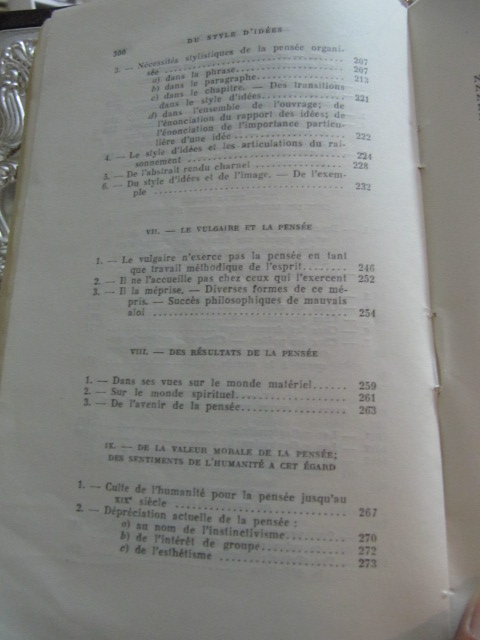 388 DU STYLE D'IDÉES
3. — Nécessités stylistiques de la pensée organi-
sée ........ 207
a) dans la phrase........ 207
b) dans le paragraphe........ 213
c) dans le chapitre. — Des transitions
dans le style d'idées........ 221
d) dans l'ensemble de l'ouvrage; de
l'énonciation du rapport des idées; de
l'énonciation de l'importance particu-
lière d'une idée ........ 222
4. — Le style d'idées et les articulations du rai-
sonnement ........ 224
5. — De l'abstrait rendu charnel ........ 228
6. — Du style d'idées et de l'image. — De l'exem-
ple ........ 232
VII. — LE VULGAIRE ET LA PENSÉE
1. — Le vulgaire n'exerce pas la pensée en tant
que travail méthodique de l'esprit........ 246
2. — Il ne l'accueille pas chez ceux qui l'exercent 252
3. — Il la méprise. — Diverses formes de ce mé-
pris. — Succès philosophiques de mauvais
aloi ........ 254
VIII. — DES RÉSULTATS DE LA PENSÉE
1. — Dans ses vues sur le monde matériel...... 259
2. — Sur le monde spirituel........ 261
3. — De l'avenir de la pensée........ 263
IX. — DE LA VALEUR MORALE DE LA PENSÉE;
DES SENTIMENTS DE L'HUMANITÉ A CET ÉGARD
1. — Culte de l'humanité pour la pensée jusqu'au
XIXe siècle ........ 267
2. — Dépréciation actuelle de la pensée :
a) au nom de l'instinctivisme........ 270
b) de l'intérêt de groupe........ 272
c) de l'esthétisme ........ 273